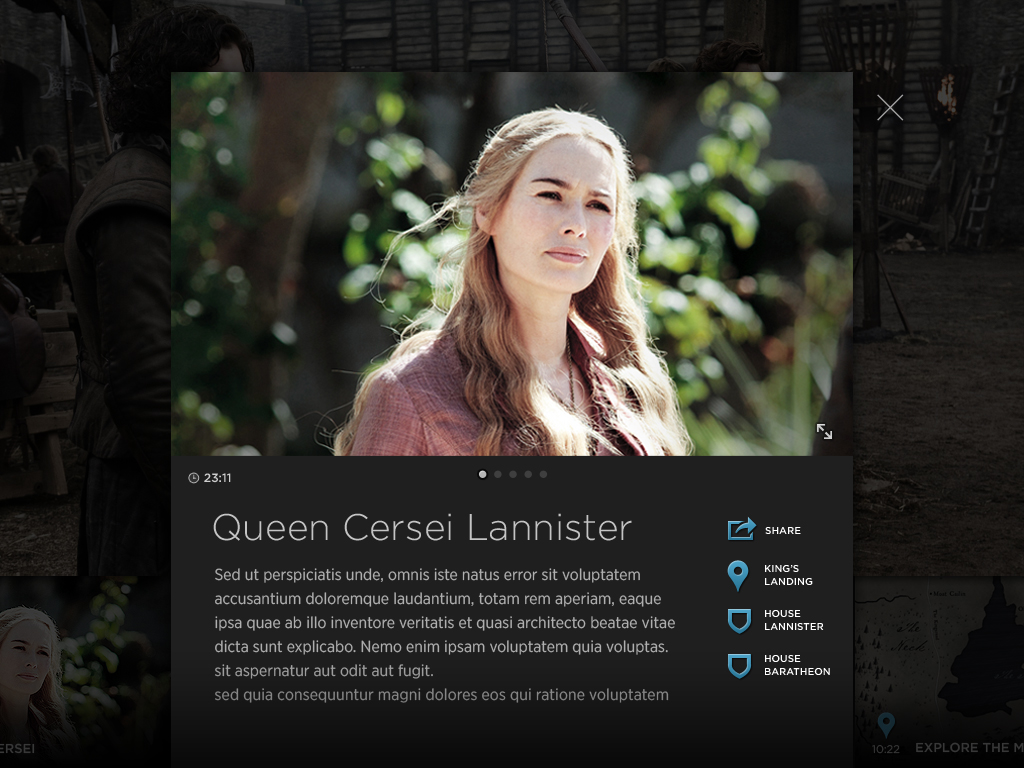 23:11
Queen Cersei Lannister
Sed ut perspiciatis unde, omnis iste natus error sit voluptatem
accusantium doloremque laudantium, totam rem aperiam, eaque
ipsa quae ab illo inventore veritatis et quasi architecto beatae vitae
dicta sunt explicabo. Nemo enim ipsam voluptatem quia voluptas.
sit aspernatur aut odit aut fugit.
sed quia consequuntur magni dolores eos qui ratione voluptatem
SHARE
KING'S
LANDING
HOUSE
LANNISTER
HOUSE
BARATHEON
ERSEI
10:22
EXPLORE THE M